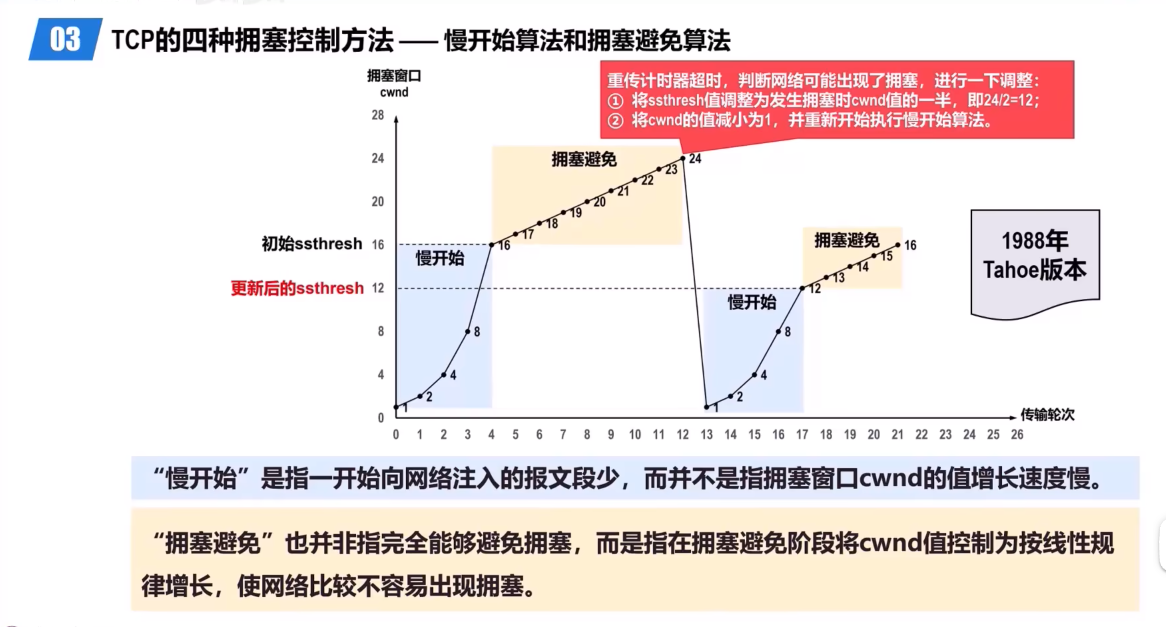 03 TCP的四种拥塞控制方法 —— 慢开始算法和拥塞避免算法
拥塞窗口
cwnd
重传计时器超时，判断网络可能出现了拥塞，进行一下调整：
① 将ssthresh值调整为发生拥塞时cwnd值的一半，即24/2=12；
② 将cwnd的值减小为1，并重新开始执行慢开始算法。
28
24
20
16
12
8
4
0
初始ssthresh
更新后的ssthresh
慢开始
拥塞避免
1
2
4
8
16
17
18
19
20
21
22
23
24
慢开始
拥塞避免
1
2
4
8
12
13
14
15
16
1988年
Tahoe版本
0 1 2 3 4 5 6 7 8 9 10 11 12 13 14 15 16 17 18 19 20 21 22 23 24 25 26
传输轮次
“慢开始”是指一开始向网络注入的报文段少，而并不是指拥塞窗口cwnd的值增长速度慢。
“拥塞避免”也并非指完全能够避免拥塞，而是指在拥塞避免阶段将cwnd值控制为按线性规
律增长，使网络比较不容易出现拥塞。